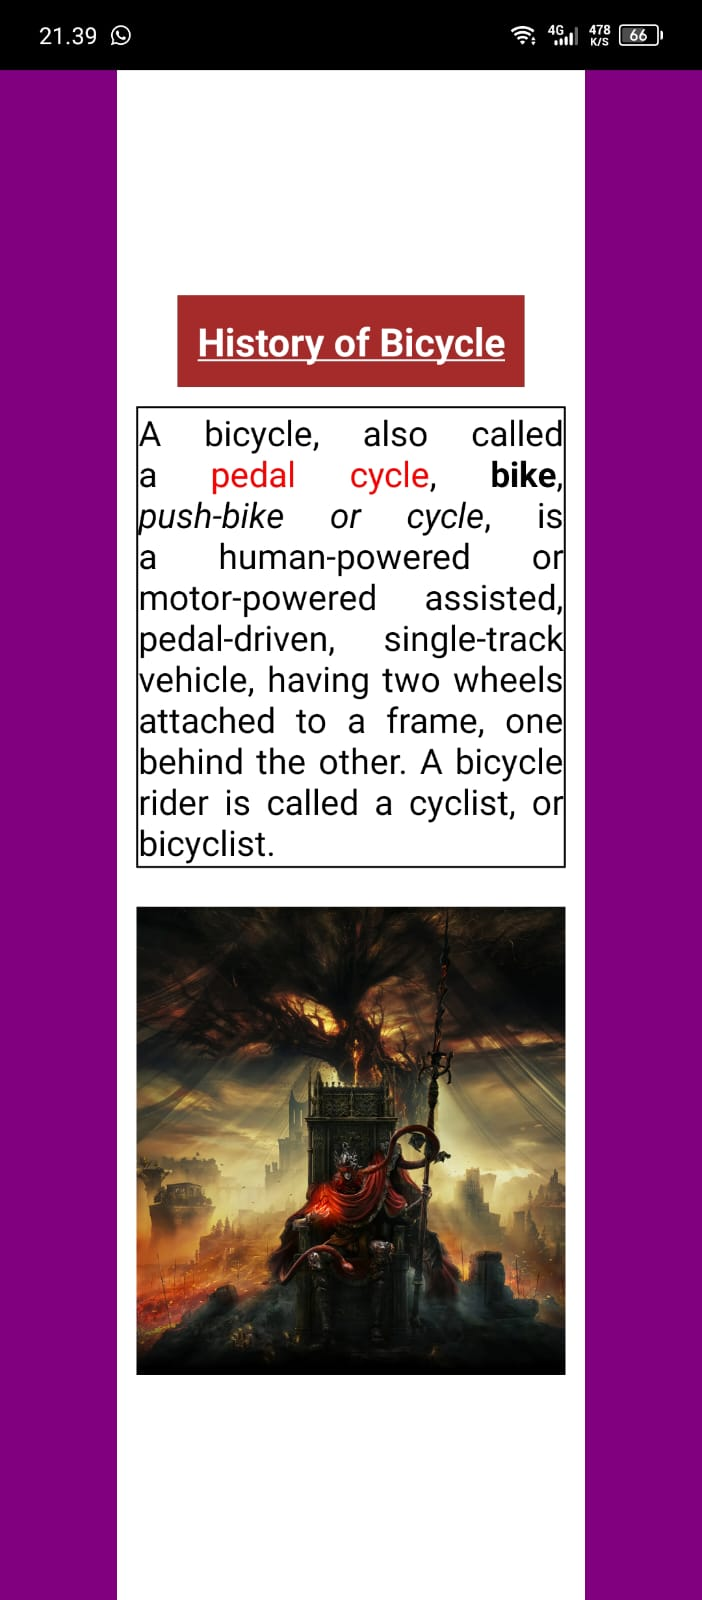 21.39
4G
478
K/S
66
History of Bicycle
A bicycle, also called
a pedal cycle, bike,
push-bike or cycle, is
a human-powered or
motor-powered assisted,
pedal-driven, single-track
vehicle, having two wheels
attached to a frame, one
behind the other. A bicycle
rider is called a cyclist, or
bicyclist.